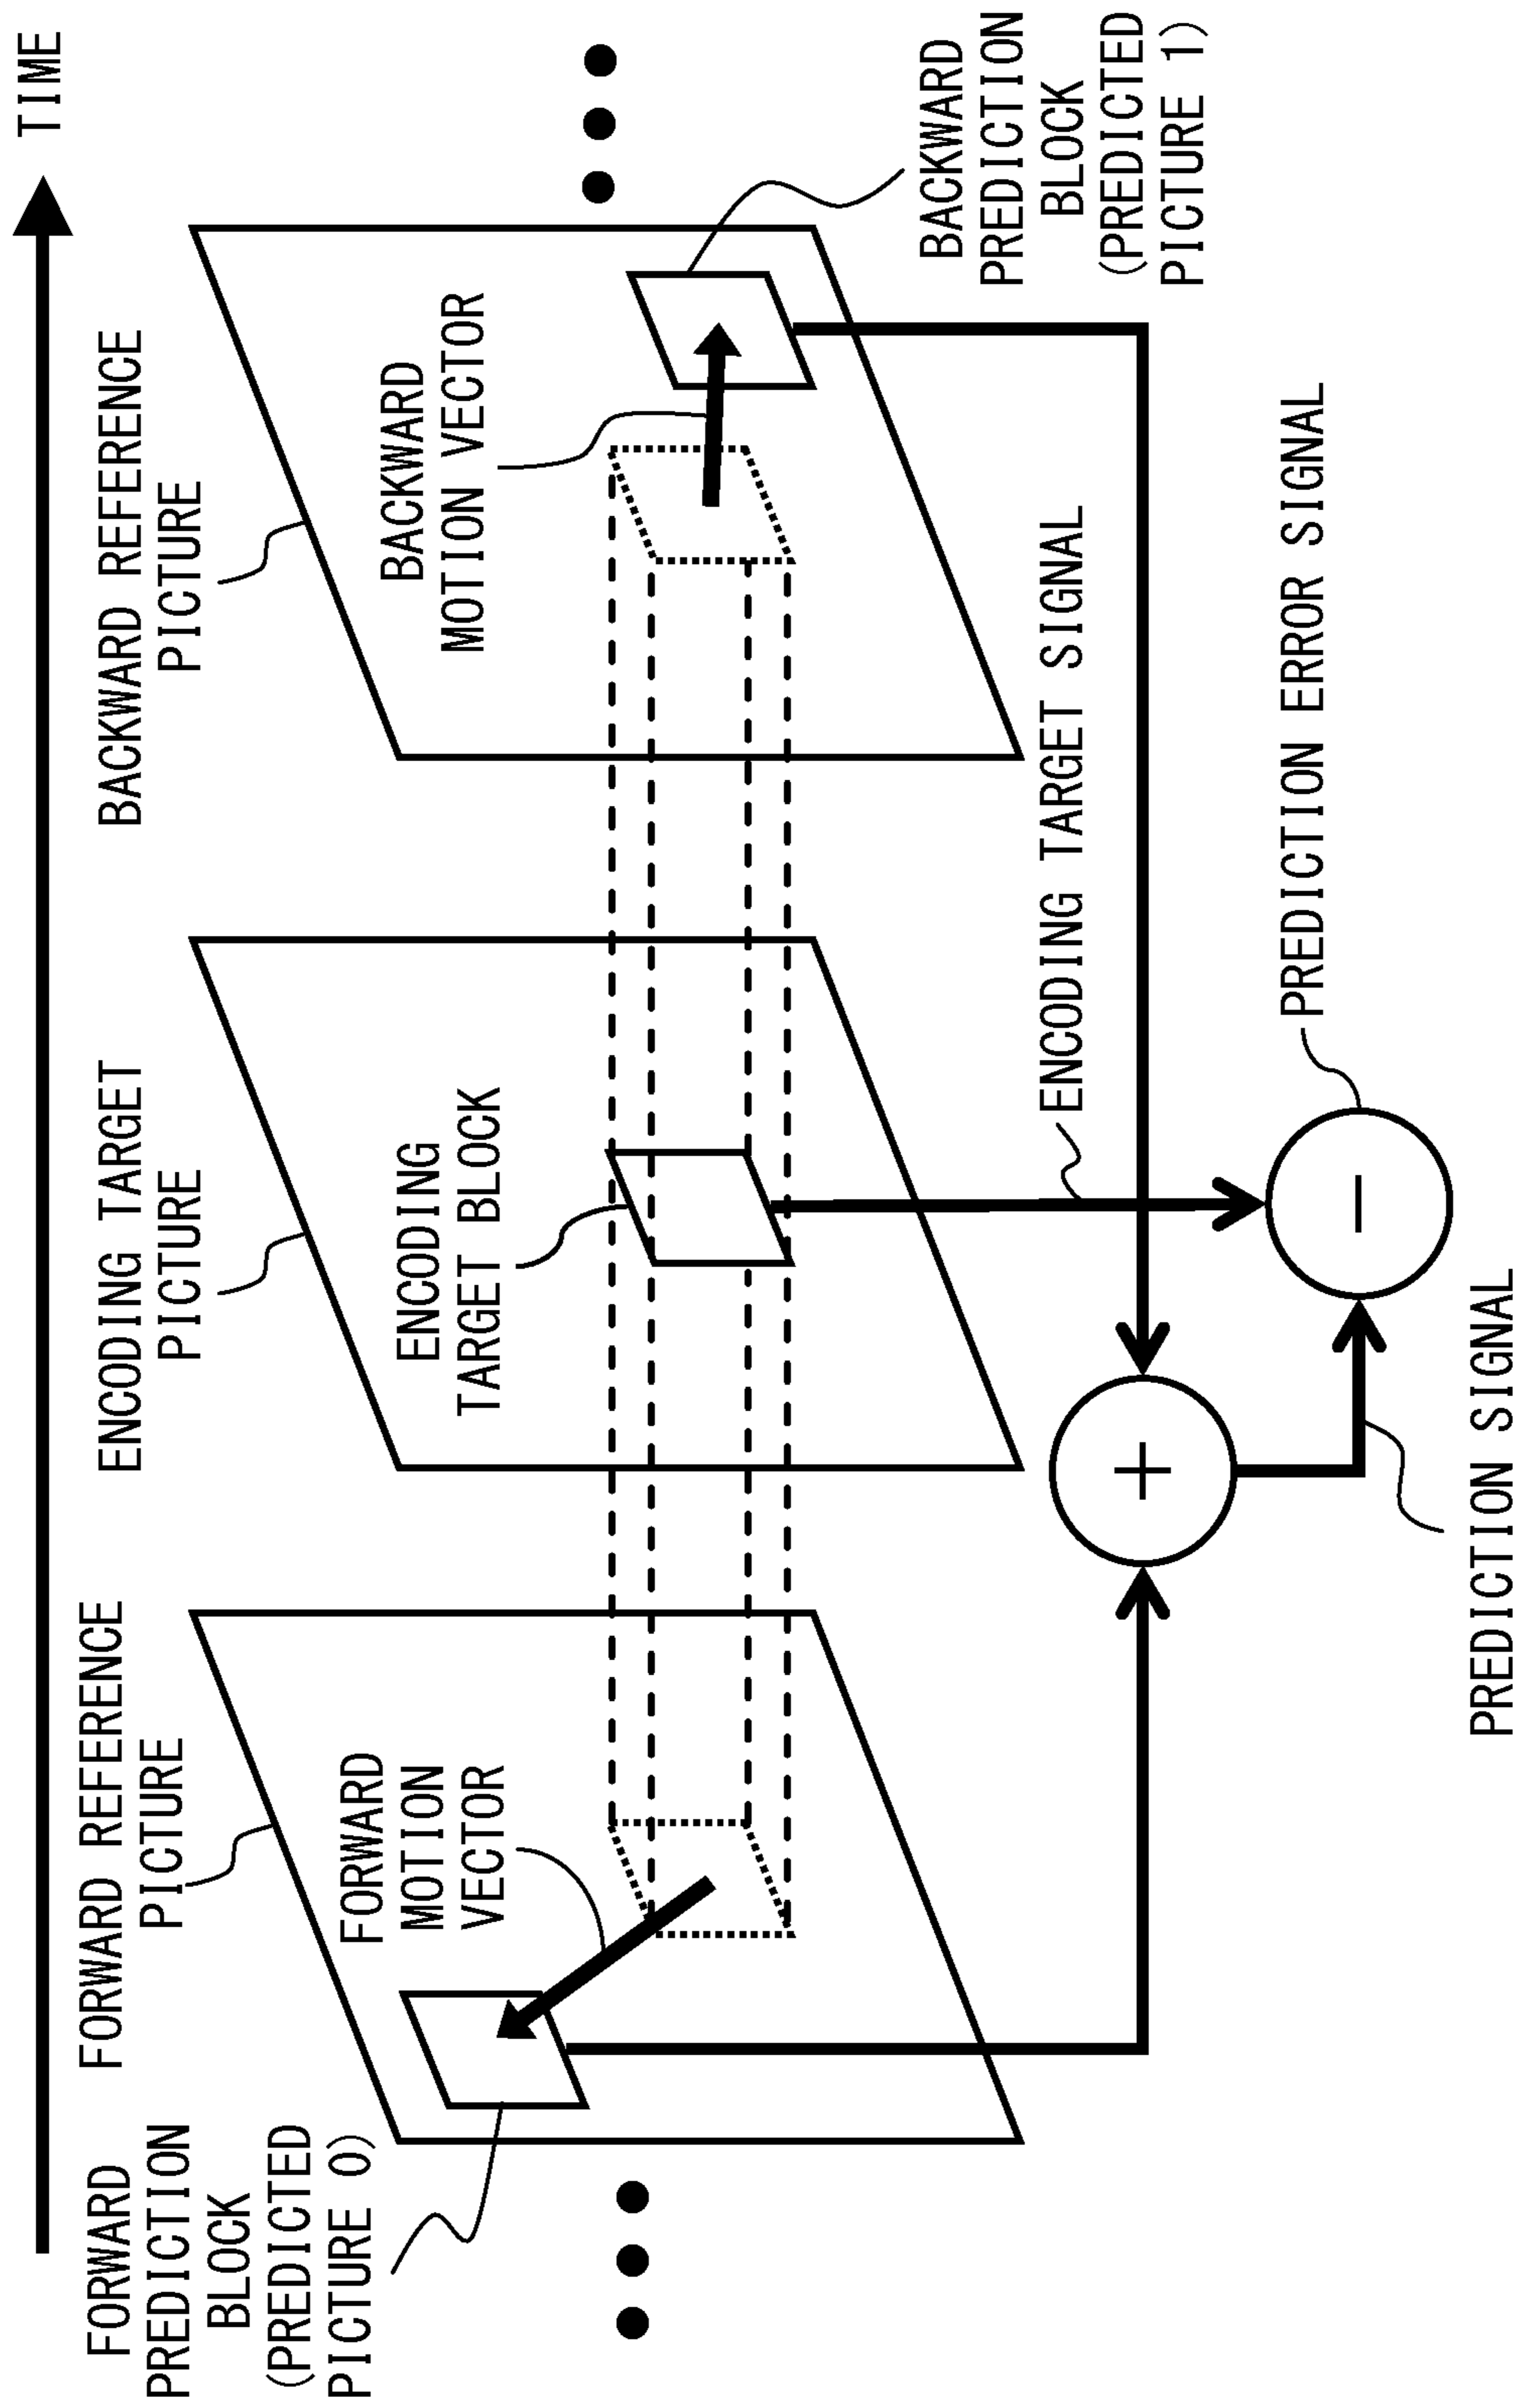 TIME
FORWARD
PREDICTION
BLOCK
(PREDICTED
PICTURE 0)
FORWARD REFERENCE
PICTURE
ENCODING TARGET
PICTURE
BACKWARD REFERENCE
PICTURE
FORWARD
MOTION
VECTOR
ENCODING
TARGET BLOCK
BACKWARD
MOTION VECTOR
BACKWARD
PREDICTION
BLOCK
(PREDICTED
PICTURE 1)
ENCODING TARGET SIGNAL
+
−
PREDICTION ERROR SIGNAL
PREDICTION SIGNAL